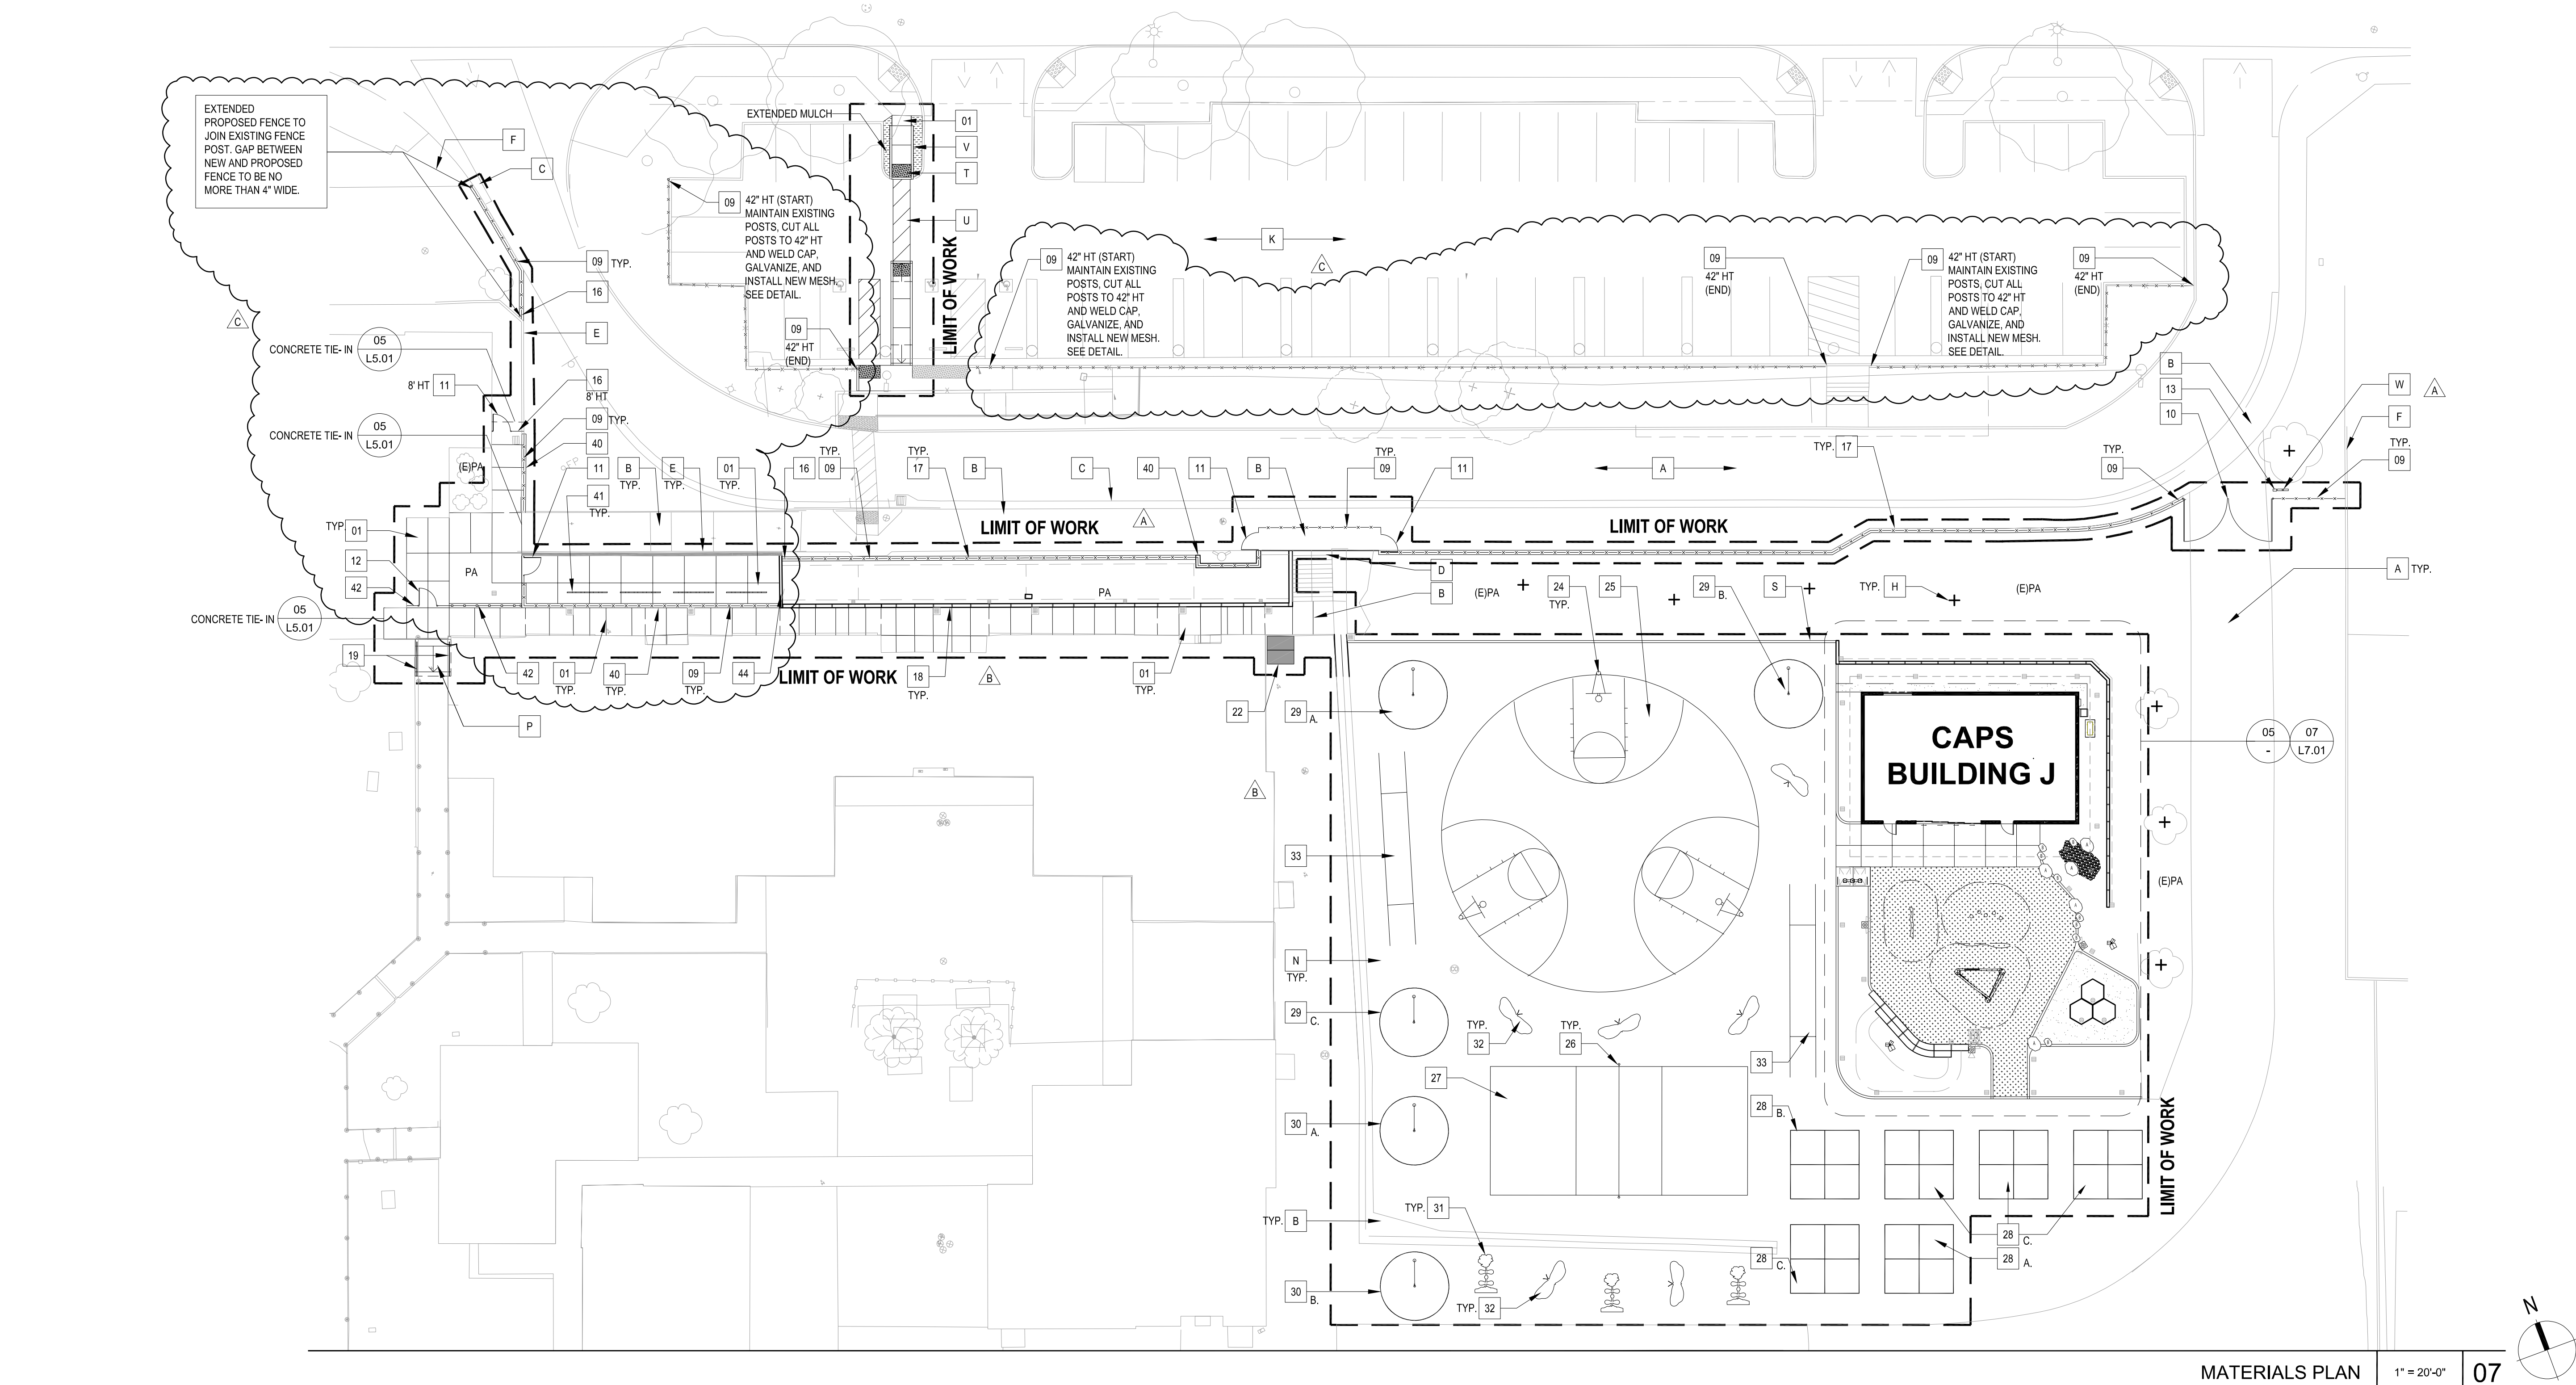 EXTENDED
PROPOSED FENCE TO
JOIN EXISTING FENCE
POST. GAP BETWEEN
NEW AND PROPOSED
FENCE TO BE NO
MORE THAN 4" WIDE.
F
C
EXTENDED MULCH
01
V
T
U
LIMIT OF WORK
09
42" HT (START)
MAINTAIN EXISTING
POSTS, CUT ALL
POSTS TO 42" HT
AND WELD CAP,
GALVANIZE, AND
INSTALL NEW MESH.
SEE DETAIL.
09
42" HT
(END)
K
C
09
42" HT (START)
MAINTAIN EXISTING
POSTS, CUT ALL
POSTS TO 42" HT
AND WELD CAP,
GALVANIZE, AND
INSTALL NEW MESH.
SEE DETAIL.
09
42" HT
(END)
09
42" HT (START)
MAINTAIN EXISTING
POSTS, CUT ALL
POSTS TO 42" HT
AND WELD CAP,
GALVANIZE, AND
INSTALL NEW MESH.
SEE DETAIL.
09
42" HT
(END)
09 TYP.
16
E
C
CONCRETE TIE- IN
05
L5.01
8' HT 11
16
8' HT
09 TYP.
CONCRETE TIE- IN
05
L5.01
40
(E)PA
11
41
TYP.
B
TYP.
E
TYP.
01
TYP.
16
TYP.
09
TYP.
17
B
C
40
11
B
TYP.
09
11
A
TYP. 17
TYP.
09
B
13
10
W
A
F
TYP.
09
LIMIT OF WORK
A
LIMIT OF WORK
TYP. 01
12
42
PA
PA
CONCRETE TIE- IN
05
L5.01
19
P
42
01
TYP.
40
TYP.
09
TYP.
44
LIMIT OF WORK
18
TYP.
B
01
TYP.
22
D
B
(E)PA
24
TYP.
25
29
B.
S
TYP. H
(E)PA
A TYP.
29 A.
B
33
N
TYP.
29 C.
30 A.
TYP. B
30 B.
CAPS
BUILDING J
05
-
07
L7.01
(E)PA
TYP.
32
TYP.
26
27
33
28 B.
TYP. 31
TYP. 32
28 C.
28 C.
28 A.
LIMIT OF WORK
N
MATERIALS PLAN
1" = 20'-0"
07